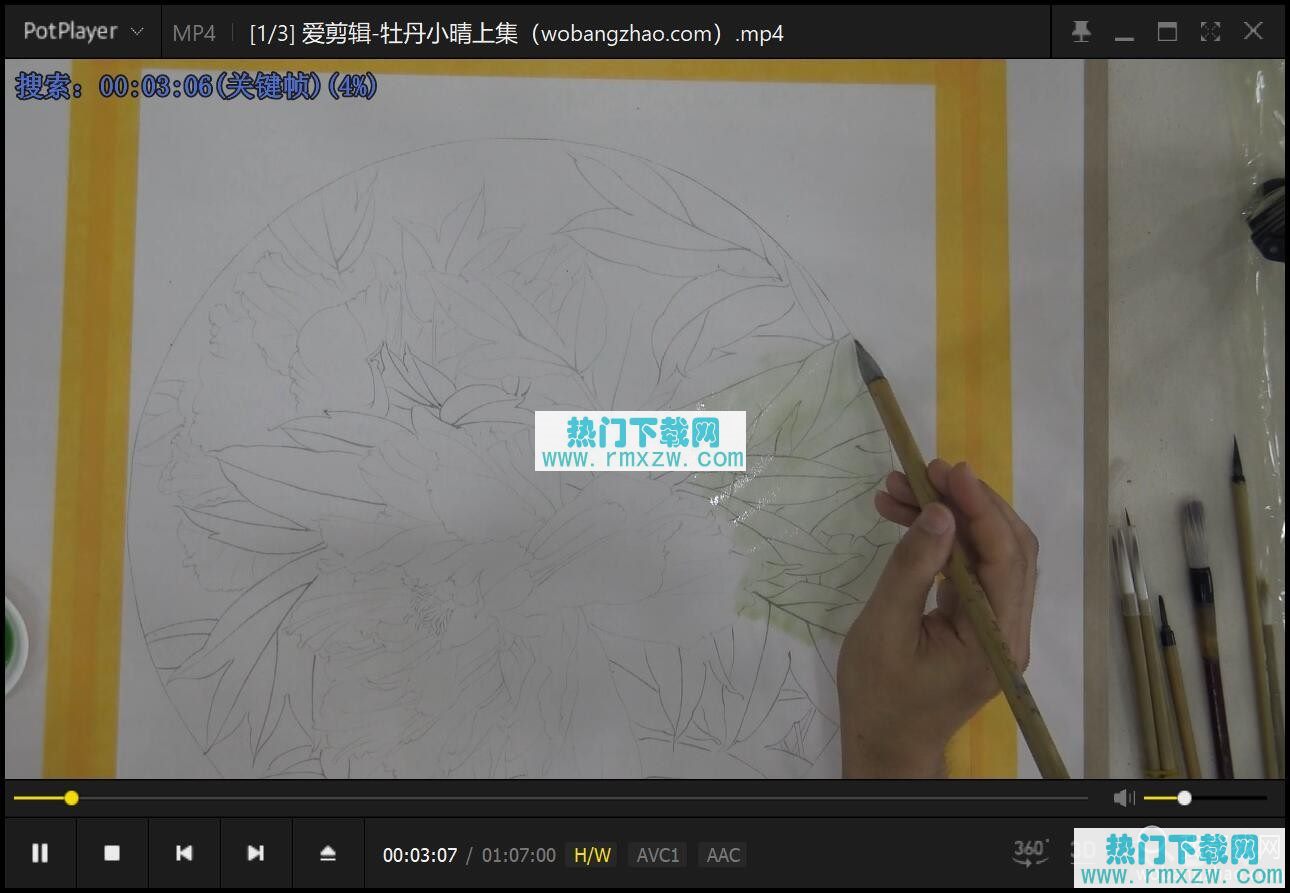 PotPlayer
MP4
[1/3] 爱剪辑-牡丹小晴上集（wobangzhao.com）.mp4
搜索: 00:03:06(关键帧)(4%)
热门下载网
www.rmxzw.com
00:03:07 / 01:07:00 H/W AVC1 AAC
360°
3D
热门下载网
www.rmxzw.com